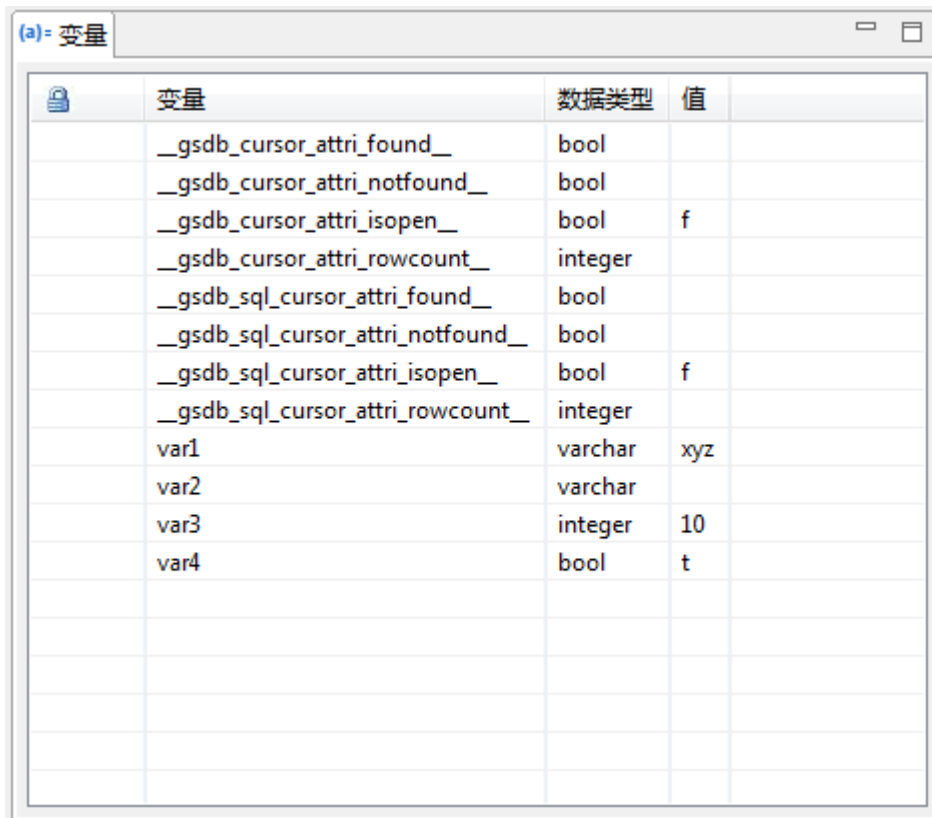 (a)= 变量
变量 数据类型 值
__gsdb_cursor_attri_found__ bool
__gsdb_cursor_attri_notfound__ bool
__gsdb_cursor_attri_isopen__ bool f
__gsdb_cursor_attri_rowcount__ integer
__gsdb_sql_cursor_attri_found__ bool
__gsdb_sql_cursor_attri_notfound__ bool
__gsdb_sql_cursor_attri_isopen__ bool f
__gsdb_sql_cursor_attri_rowcount__ integer
var1 varchar xyz
var2 varchar
var3 integer 10
var4 bool t